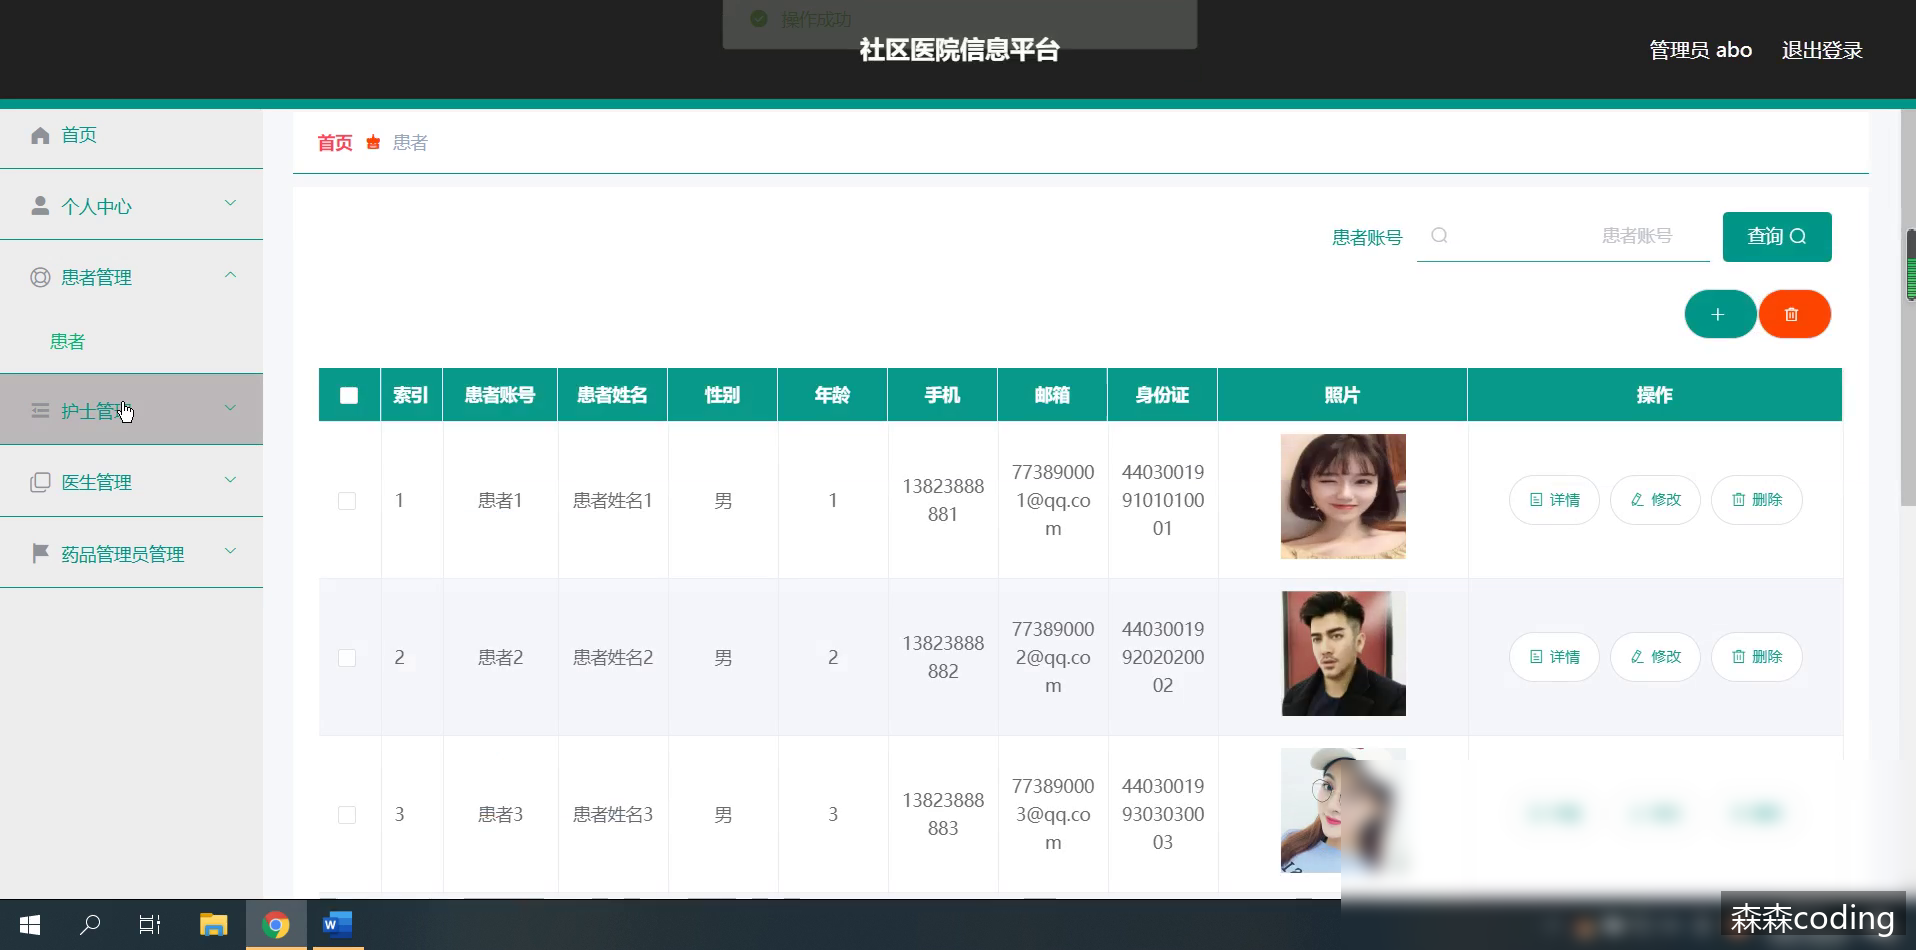 操作成功
社区医院信息平台
管理员 abo
退出登录
首页
个人中心
患者管理
患者
护士管理
医生管理
药品管理员管理
首页 患者
患者账号 患者账号 查询
索引 患者账号 患者姓名 性别 年龄 手机 邮箱 身份证 照片 操作
1 患者1 患者姓名1 男 1 13823888881 773890001@qq.com 440300199101010001 详情 修改 删除
2 患者2 患者姓名2 男 2 13823888882 773890002@qq.com 440300199202020002 详情 修改 删除
3 患者3 患者姓名3 男 3 13823888883 773890003@qq.com 440300199303030003
森森coding